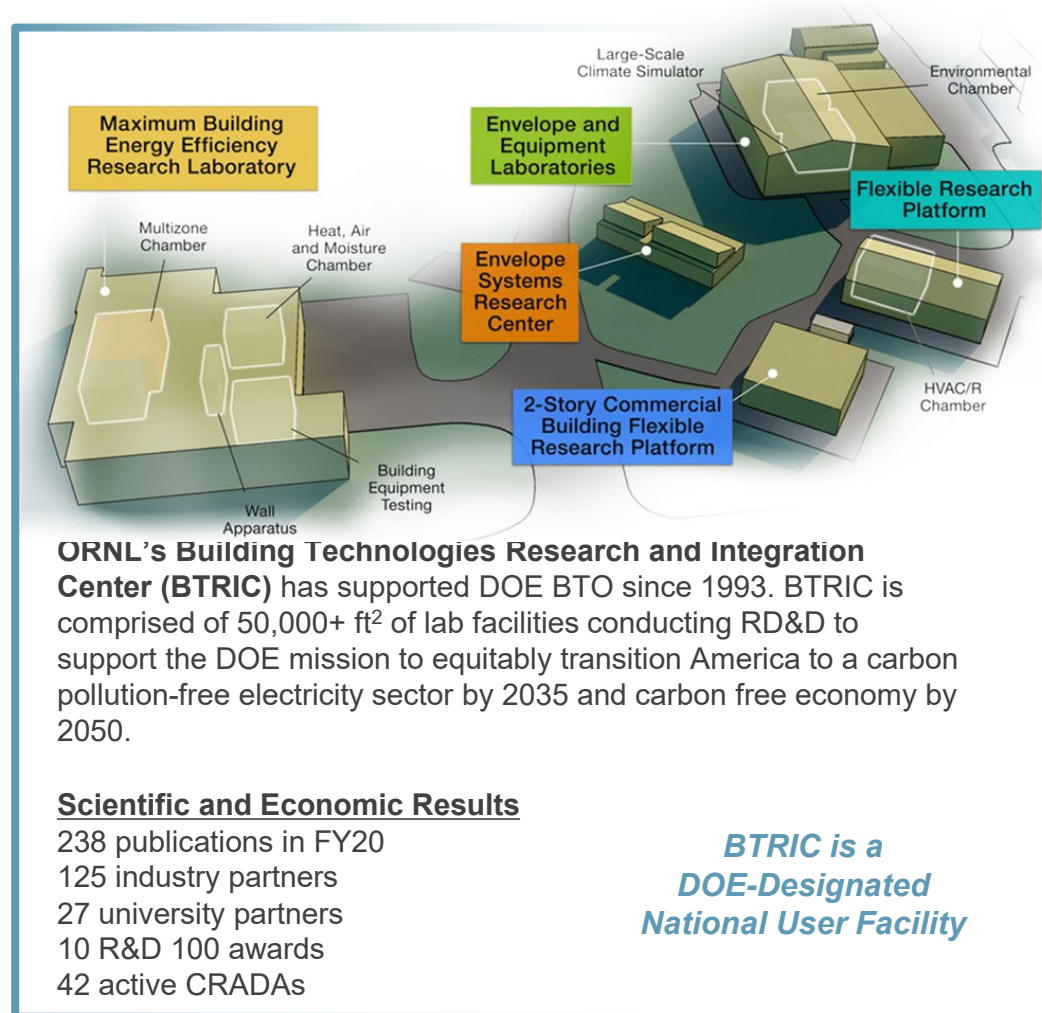 Large-Scale
Climate Simulator
Environmental
Chamber
Maximum Building
Energy Efficiency
Research Laboratory
Envelope and
Equipment
Laboratories
Flexible Research
Platform
Multizone
Chamber
Heat, Air
and Moisture
Chamber
Envelope
Systems
Research
Center
HVAC/R
Chamber
2-Story Commercial
Building Flexible
Research Platform
Building
Equipment
Testing
Wall
Apparatus
ORNL's Building Technologies Research and Integration
Center (BTRIC) has supported DOE BTO since 1993. BTRIC is
comprised of 50,000+ ft² of lab facilities conducting RD&D to
support the DOE mission to equitably transition America to a carbon
pollution-free electricity sector by 2035 and carbon free economy by
2050.
Scientific and Economic Results
238 publications in FY20
125 industry partners
27 university partners
10 R&D 100 awards
42 active CRADAs
BTRIC is a
DOE-Designated
National User Facility